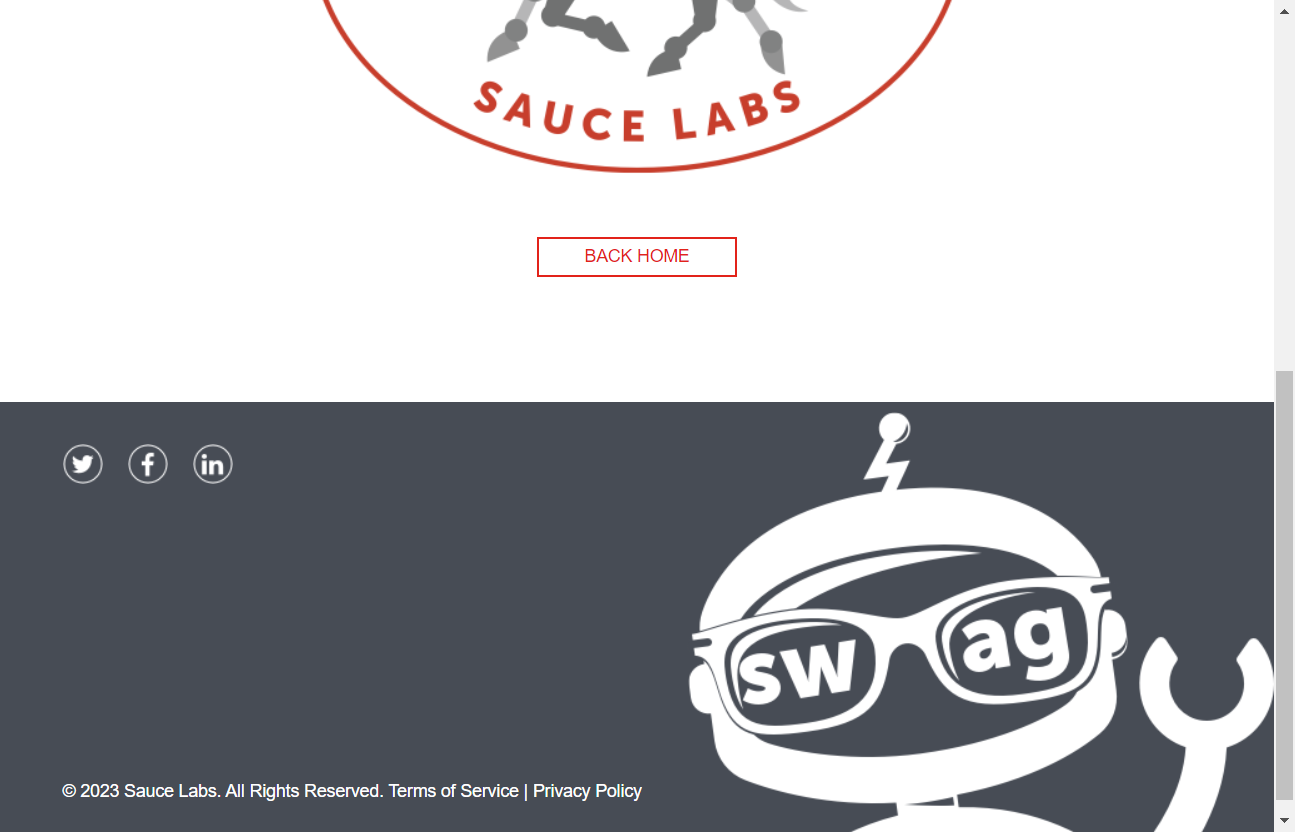 SAUCE LABS
BACK HOME
sw ag
© 2023 Sauce Labs. All Rights Reserved. Terms of Service | Privacy Policy